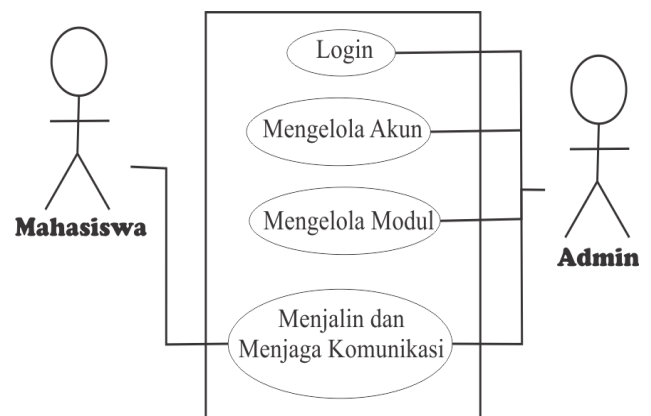 Login
Mengelola Akun
Mengelola Modul
Menjalin dan
Menjaga Komunikasi
Mahasiswa
Admin